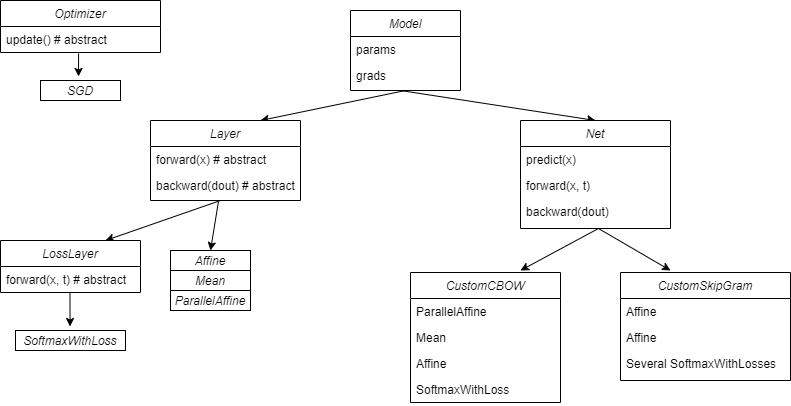 Optimizer
update() # abstract
SGD
Model
params
grads
Layer
forward(x) # abstract
backward(dout) # abstract
Net
predict(x)
forward(x, t)
backward(dout)
LossLayer
forward(x, t) # abstract
SoftmaxWithLoss
Affine
Mean
ParallelAffine
CustomCBOW
ParallelAffine
Mean
Affine
SoftmaxWithLoss
CustomSkipGram
Affine
Affine
Several SoftmaxWithLosses